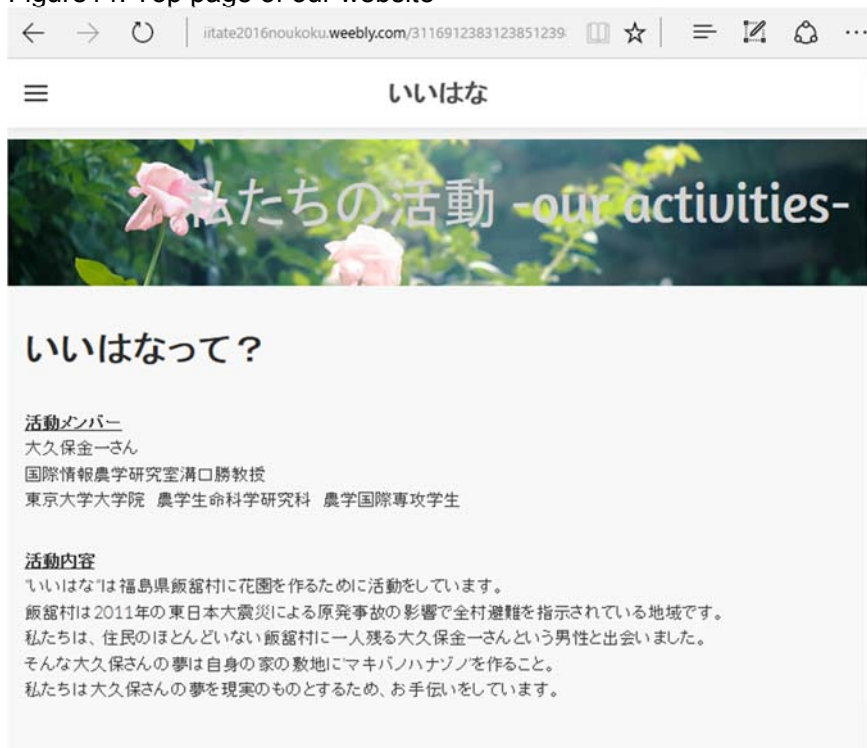 Figure14. Top page of our website
iitate2016noukoku.weebly.com/3116912383123851239
いいはな
私たちの活動 -our activities-
いいはなって？
活動メンバー
大久保金一さん
国際情報農学研究室溝口勝教授
東京大学大学院 農学生命科学研究科 農学国際専攻学生
活動内容
"いいはな"は福島県飯舘村に花園を作るために活動をしています。
飯舘村は2011年の東日本大震災による原発事故の影響で全村避難を指示されている地域です。
私たちは、住民のほとんどいない飯舘村に一人残る大久保金一さんという男性と出会いました。
そんな大久保さんの夢は自身の家の敷地に"マキバノハナゾノ"を作ること。
私たちは大久保さんの夢を現実のものとするため、お手伝いをしています。